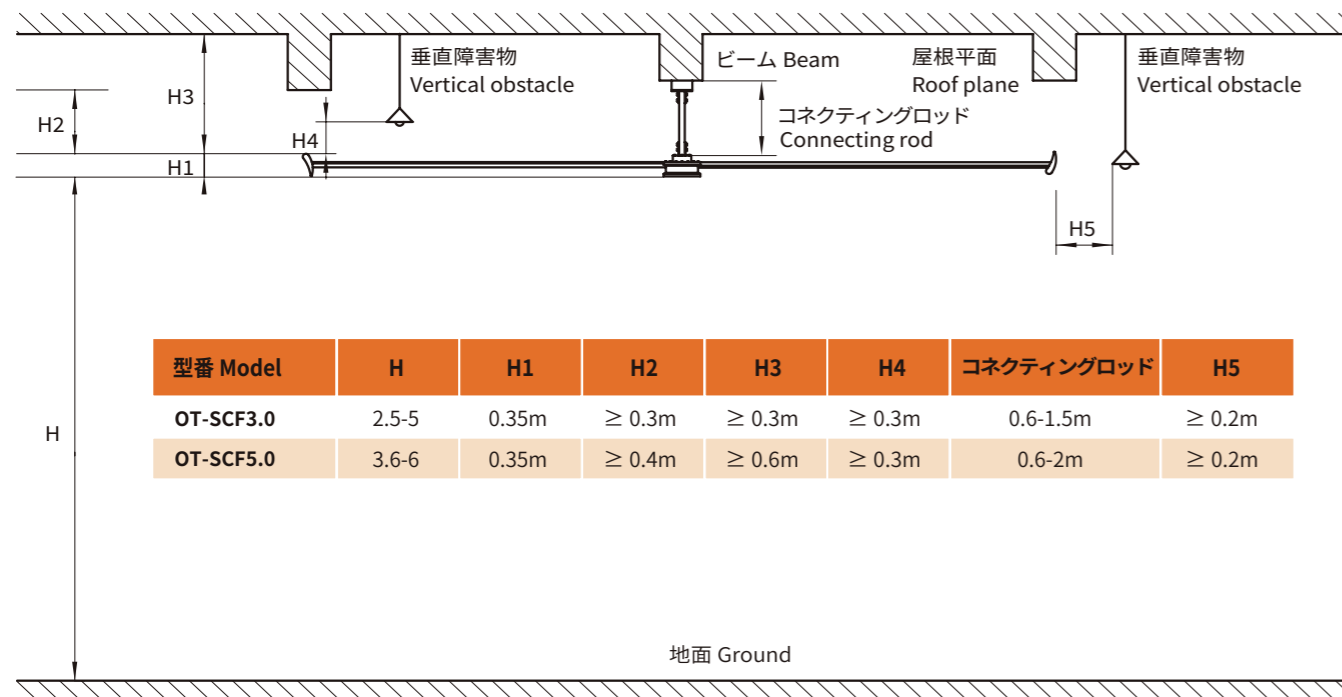 垂直障害物
Vertical obstacle
ビーム Beam
屋根平面
Roof plane
垂直障害物
Vertical obstacle
コネクティングロッド
Connecting rod
H3
H2
H4
H1
H5
H
型番 Model H H1 H2 H3 H4 コネクティングロッド H5
OT-SCF3.0 2.5-5 0.35m ≥ 0.3m ≥ 0.3m ≥ 0.3m 0.6-1.5m ≥ 0.2m
OT-SCF5.0 3.6-6 0.35m ≥ 0.4m ≥ 0.6m ≥ 0.3m 0.6-2m ≥ 0.2m
地面 Ground